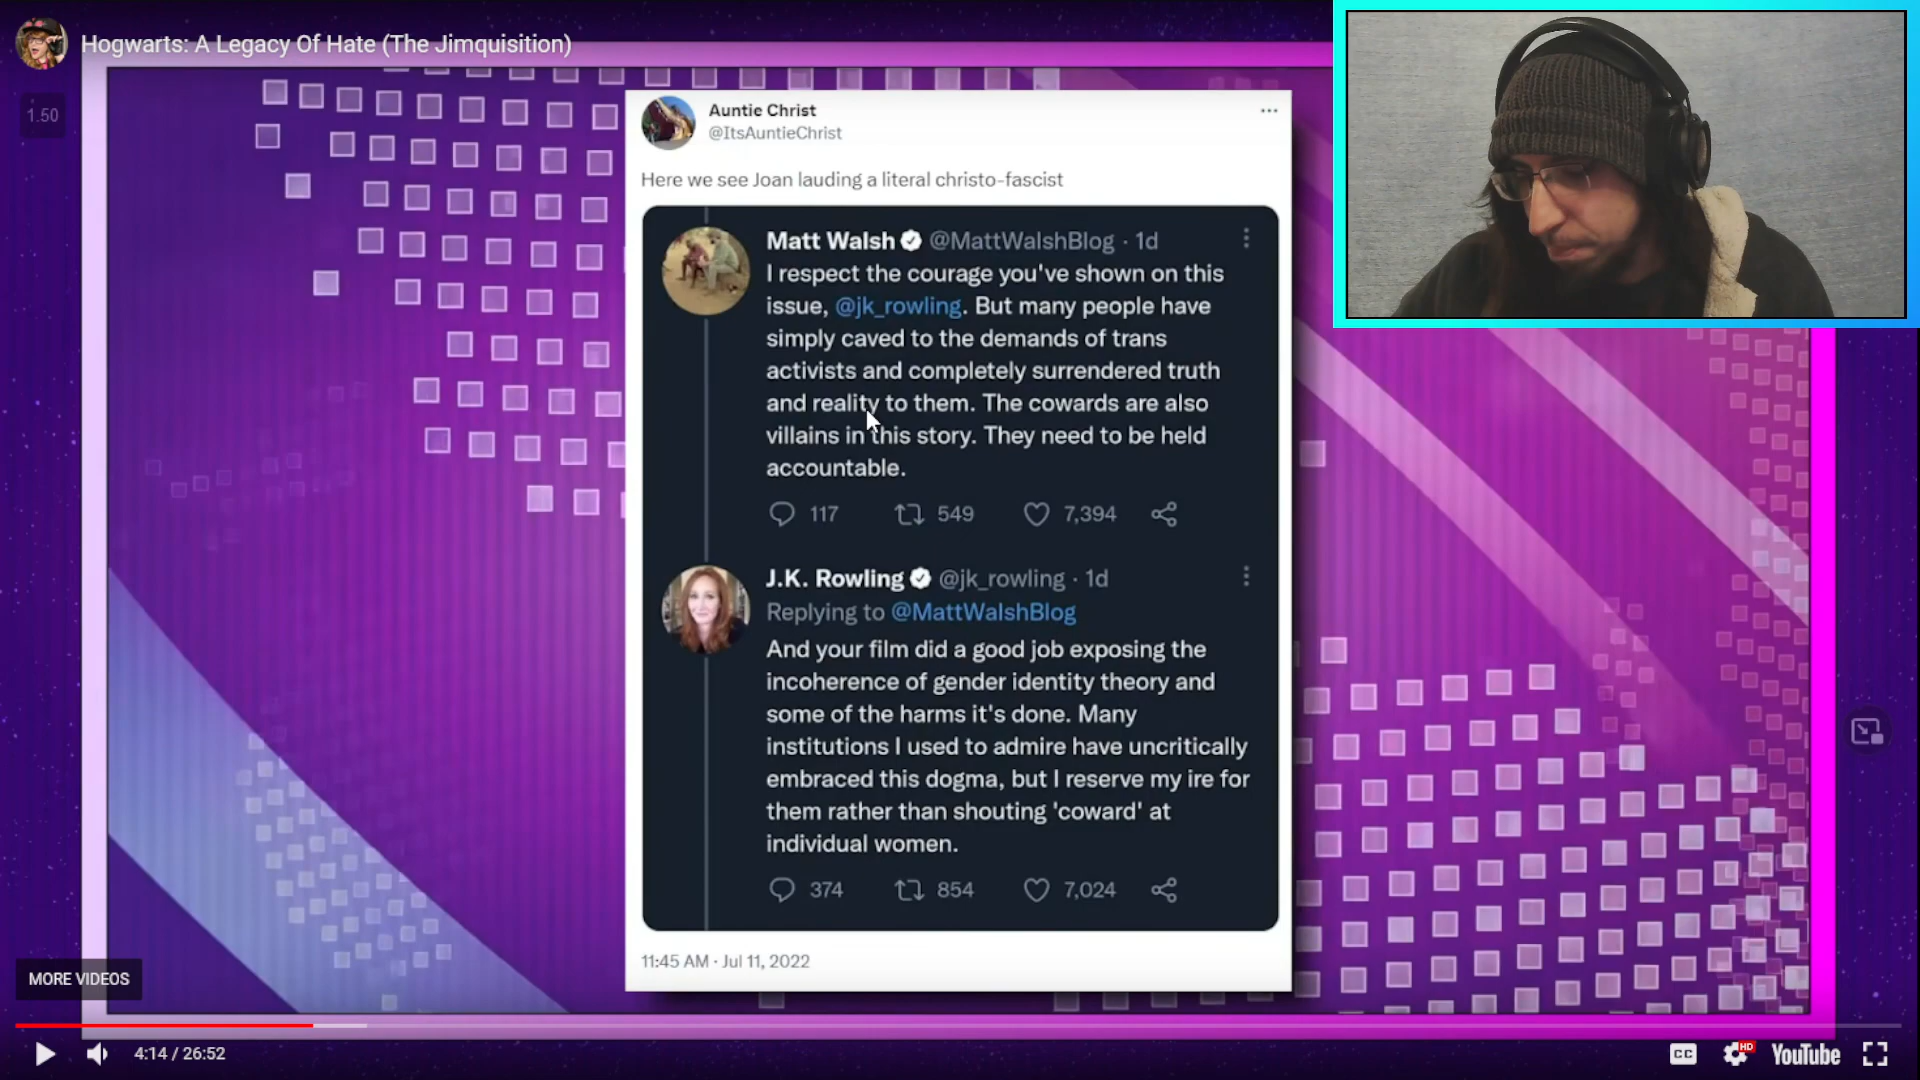 Hogwarts: A Legacy Of Hate (The Jimquisition)
1.50
Auntie Christ
@ItsAuntieChrist
Here we see Joan lauding a literal christo-fascist
Matt Walsh @MattWalshBlog · 1d
I respect the courage you've shown on this
issue, @jk_rowling. But many people have
simply caved to the demands of trans
activists and completely surrendered truth
and reality to them. The cowards are also
villains in this story. They need to be held
accountable.
117 549 7,394
J.K. Rowling @jk_rowling · 1d
Replying to @MattWalshBlog
And your film did a good job exposing the
incoherence of gender identity theory and
some of the harms it's done. Many
institutions I used to admire have uncritically
embraced this dogma, but I reserve my ire for
them rather than shouting 'coward' at
individual women.
374 854 7,024
11:45 AM · Jul 11, 2022
MORE VIDEOS
4:14 / 26:52
CC HD YouTube